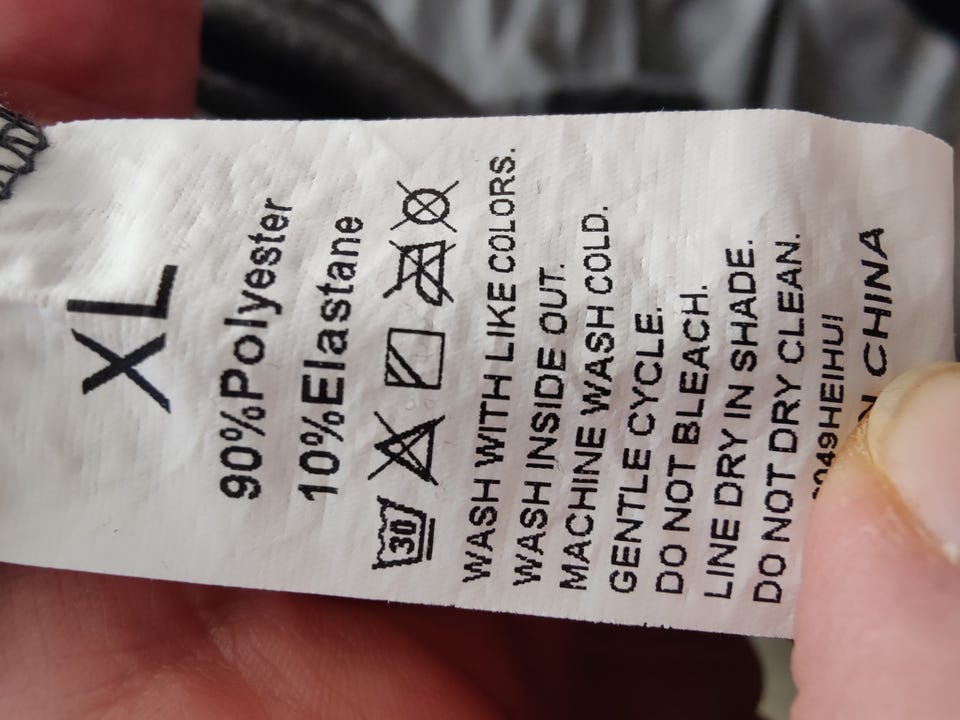 XL
90%Polyester
10%Elastane
30
WASH WITH LIKE COLORS.
WASH INSIDE OUT.
MACHINE WASH COLD.
GENTLE CYCLE.
DO NOT BLEACH.
LINE DRY IN SHADE.
DO NOT DRY CLEAN.
CHINA